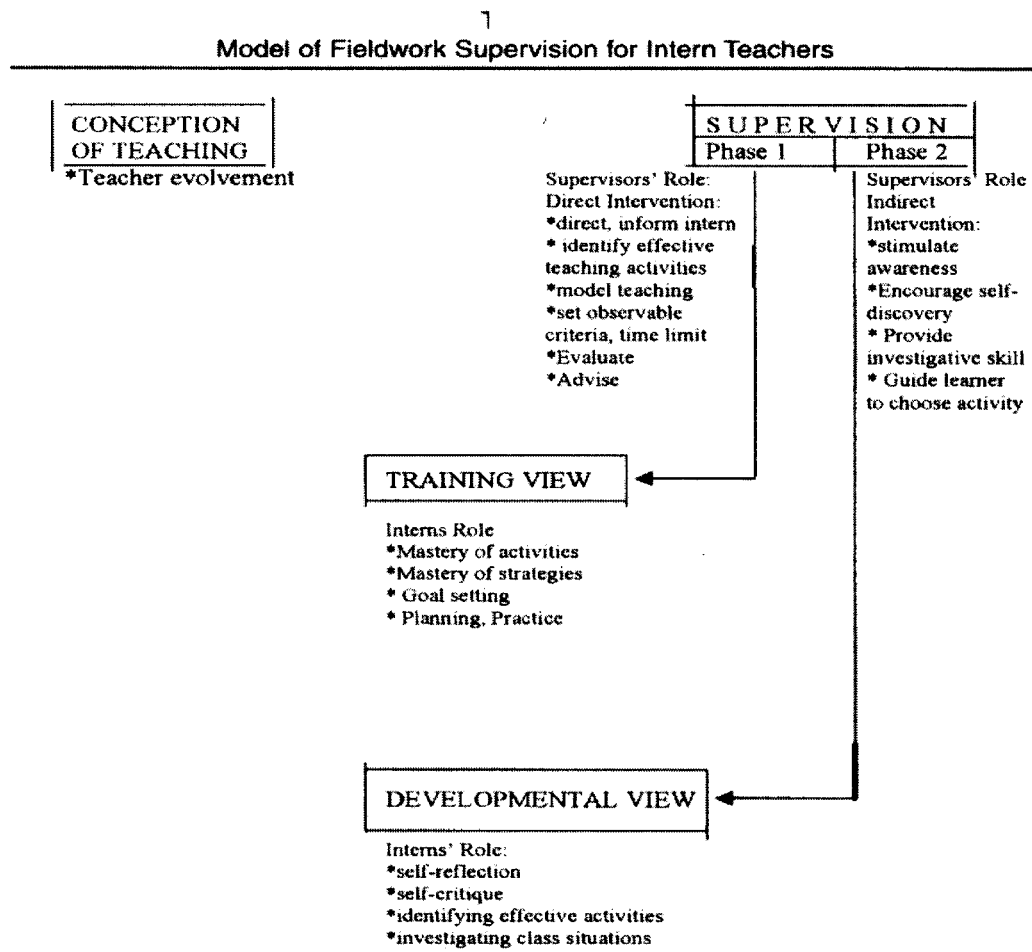 Model of Fieldwork Supervision for Intern Teachers
CONCEPTION
OF TEACHING
*Teacher evolvement
SUPERVISION
Phase 1
Phase 2
Supervisors' Role:
Direct Intervention:
*direct, inform intern
* identify effective
teaching activities
*model teaching
*set observable
criteria, time limit
*Evaluate
*Advise
Supervisors' Role
Indirect
Intervention:
*stimulate
awareness
*Encourage self-
discovery
* Provide
investigative skill
* Guide learner
to choose activity
TRAINING VIEW
Interns Role
*Mastery of activities
*Mastery of strategies
* Goal setting
* Planning, Practice
DEVELOPMENTAL VIEW
Interns' Role:
*self-reflection
*self-critique
*identifying effective activities
*investigating class situations